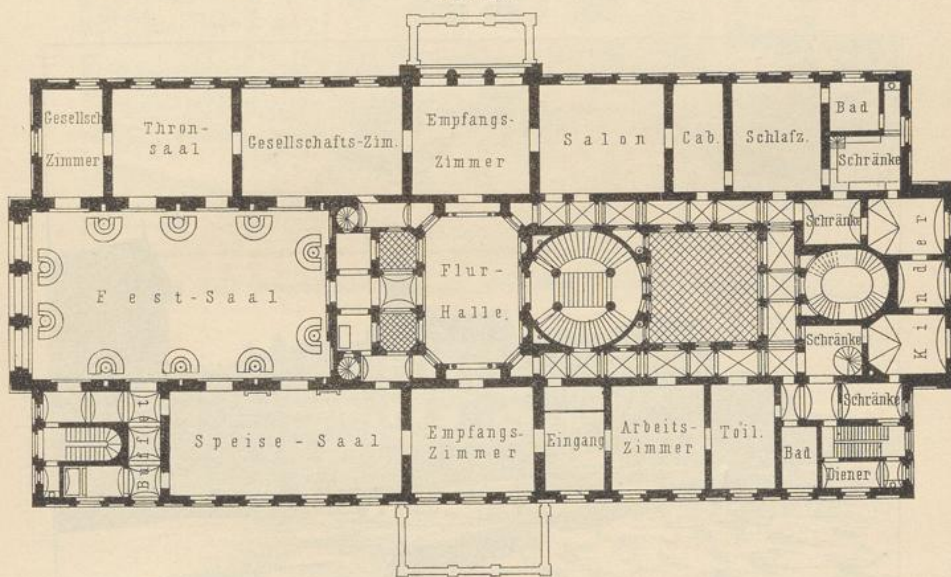 Gesellsch
Zimmer
Thron-
saal
Gesellschafts-Zim.
Empfangs-
Zimmer
Salon
Cab.
Schlafz.
Bad
Schränke
Fest-Saal
Flur-
Halle.
Schränke
Schränke
Kinder
Buffet
Speise-Saal
Empfangs-
Zimmer
Eingang
Arbeits-
Zimmer
Toil.
Bad
Schränke
Diener